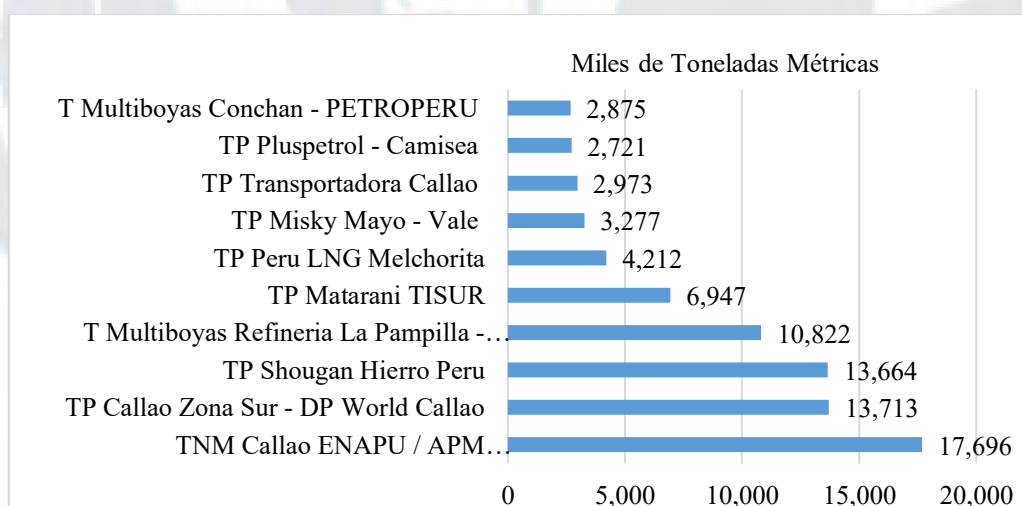 Miles de Toneladas Métricas
T Multiboyas Conchan - PETROPERU 2,875
TP Pluspetrol - Camisea 2,721
TP Transportadora Callao 2,973
TP Misky Mayo - Vale 3,277
TP Peru LNG Melchorita 4,212
TP Matarani TISUR 6,947
T Multiboyas Refineria La Pampilla -… 10,822
TP Shougan Hierro Peru 13,664
TP Callao Zona Sur - DP World Callao 13,713
TNM Callao ENAPU / APM… 17,696
0 5,000 10,000 15,000 20,000